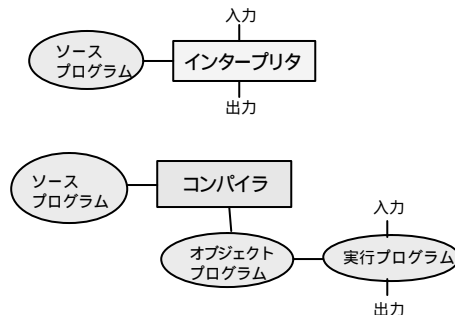 入力
ソース
プログラム
インタープリタ
出力
ソース
プログラム
コンパイラ
オブジェクト
プログラム
入力
実行プログラム
出力